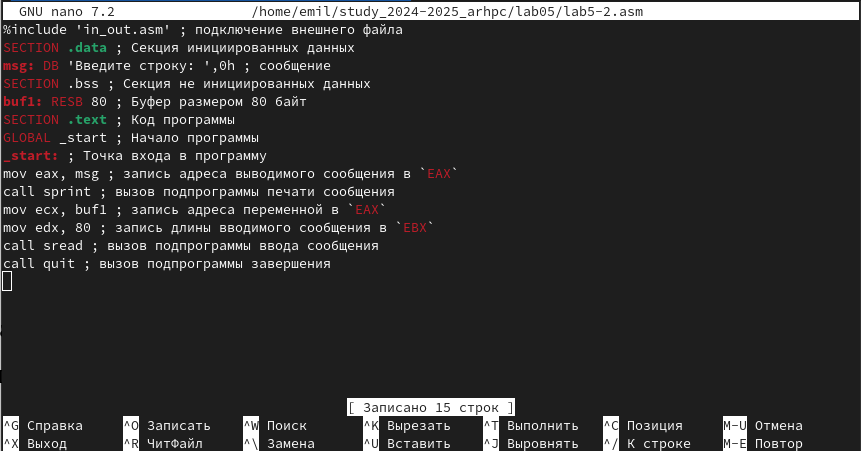 GNU nano 7.2 /home/emil/study_2024-2025_arhpc/lab05/lab5-2.asm
%include 'in_out.asm' ; подключение внешнего файла
SECTION .data ; Секция инициированных данных
msg: DB 'Введите строку: ',0h ; сообщение
SECTION .bss ; Секция не инициированных данных
buf1: RESB 80 ; Буфер размером 80 байт
SECTION .text ; Код программы
GLOBAL _start ; Начало программы
_start: ; Точка входа в программу
mov eax, msg ; запись адреса выводимого сообщения в `EAX`
call sprint ; вызов подпрограммы печати сообщения
mov ecx, buf1 ; запись адреса переменной в `EAX`
mov edx, 80 ; запись длины вводимого сообщения в `EBX`
call sread ; вызов подпрограммы ввода сообщения
call quit ; вызов подпрограммы завершения
[ Записано 15 строк ]
^G Справка ^O Записать ^W Поиск ^K Вырезать ^T Выполнить ^C Позиция M-U Отмена
^X Выход ^R ЧитФайл ^\ Замена ^U Вставить ^J Выровнять ^/ К строке M-E Повтор